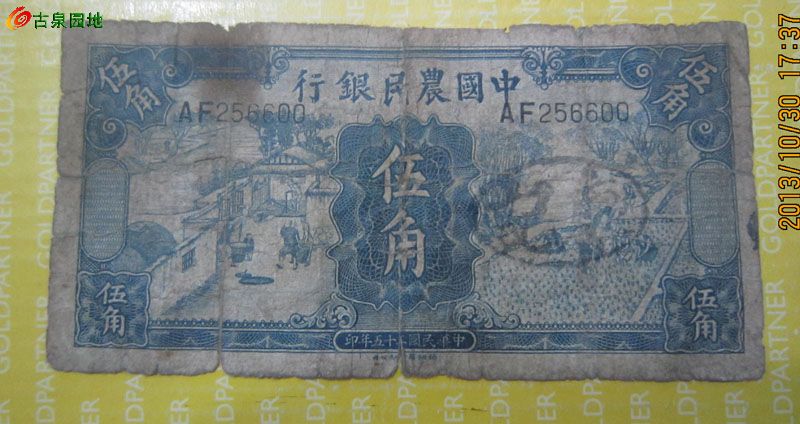 古泉园地
伍角
行銀民農國中
伍角
AF256600
AF256600
伍角
伍角
伍角
印年五十二國民華中
2013/10/30 17:37
GOLDPARTNER